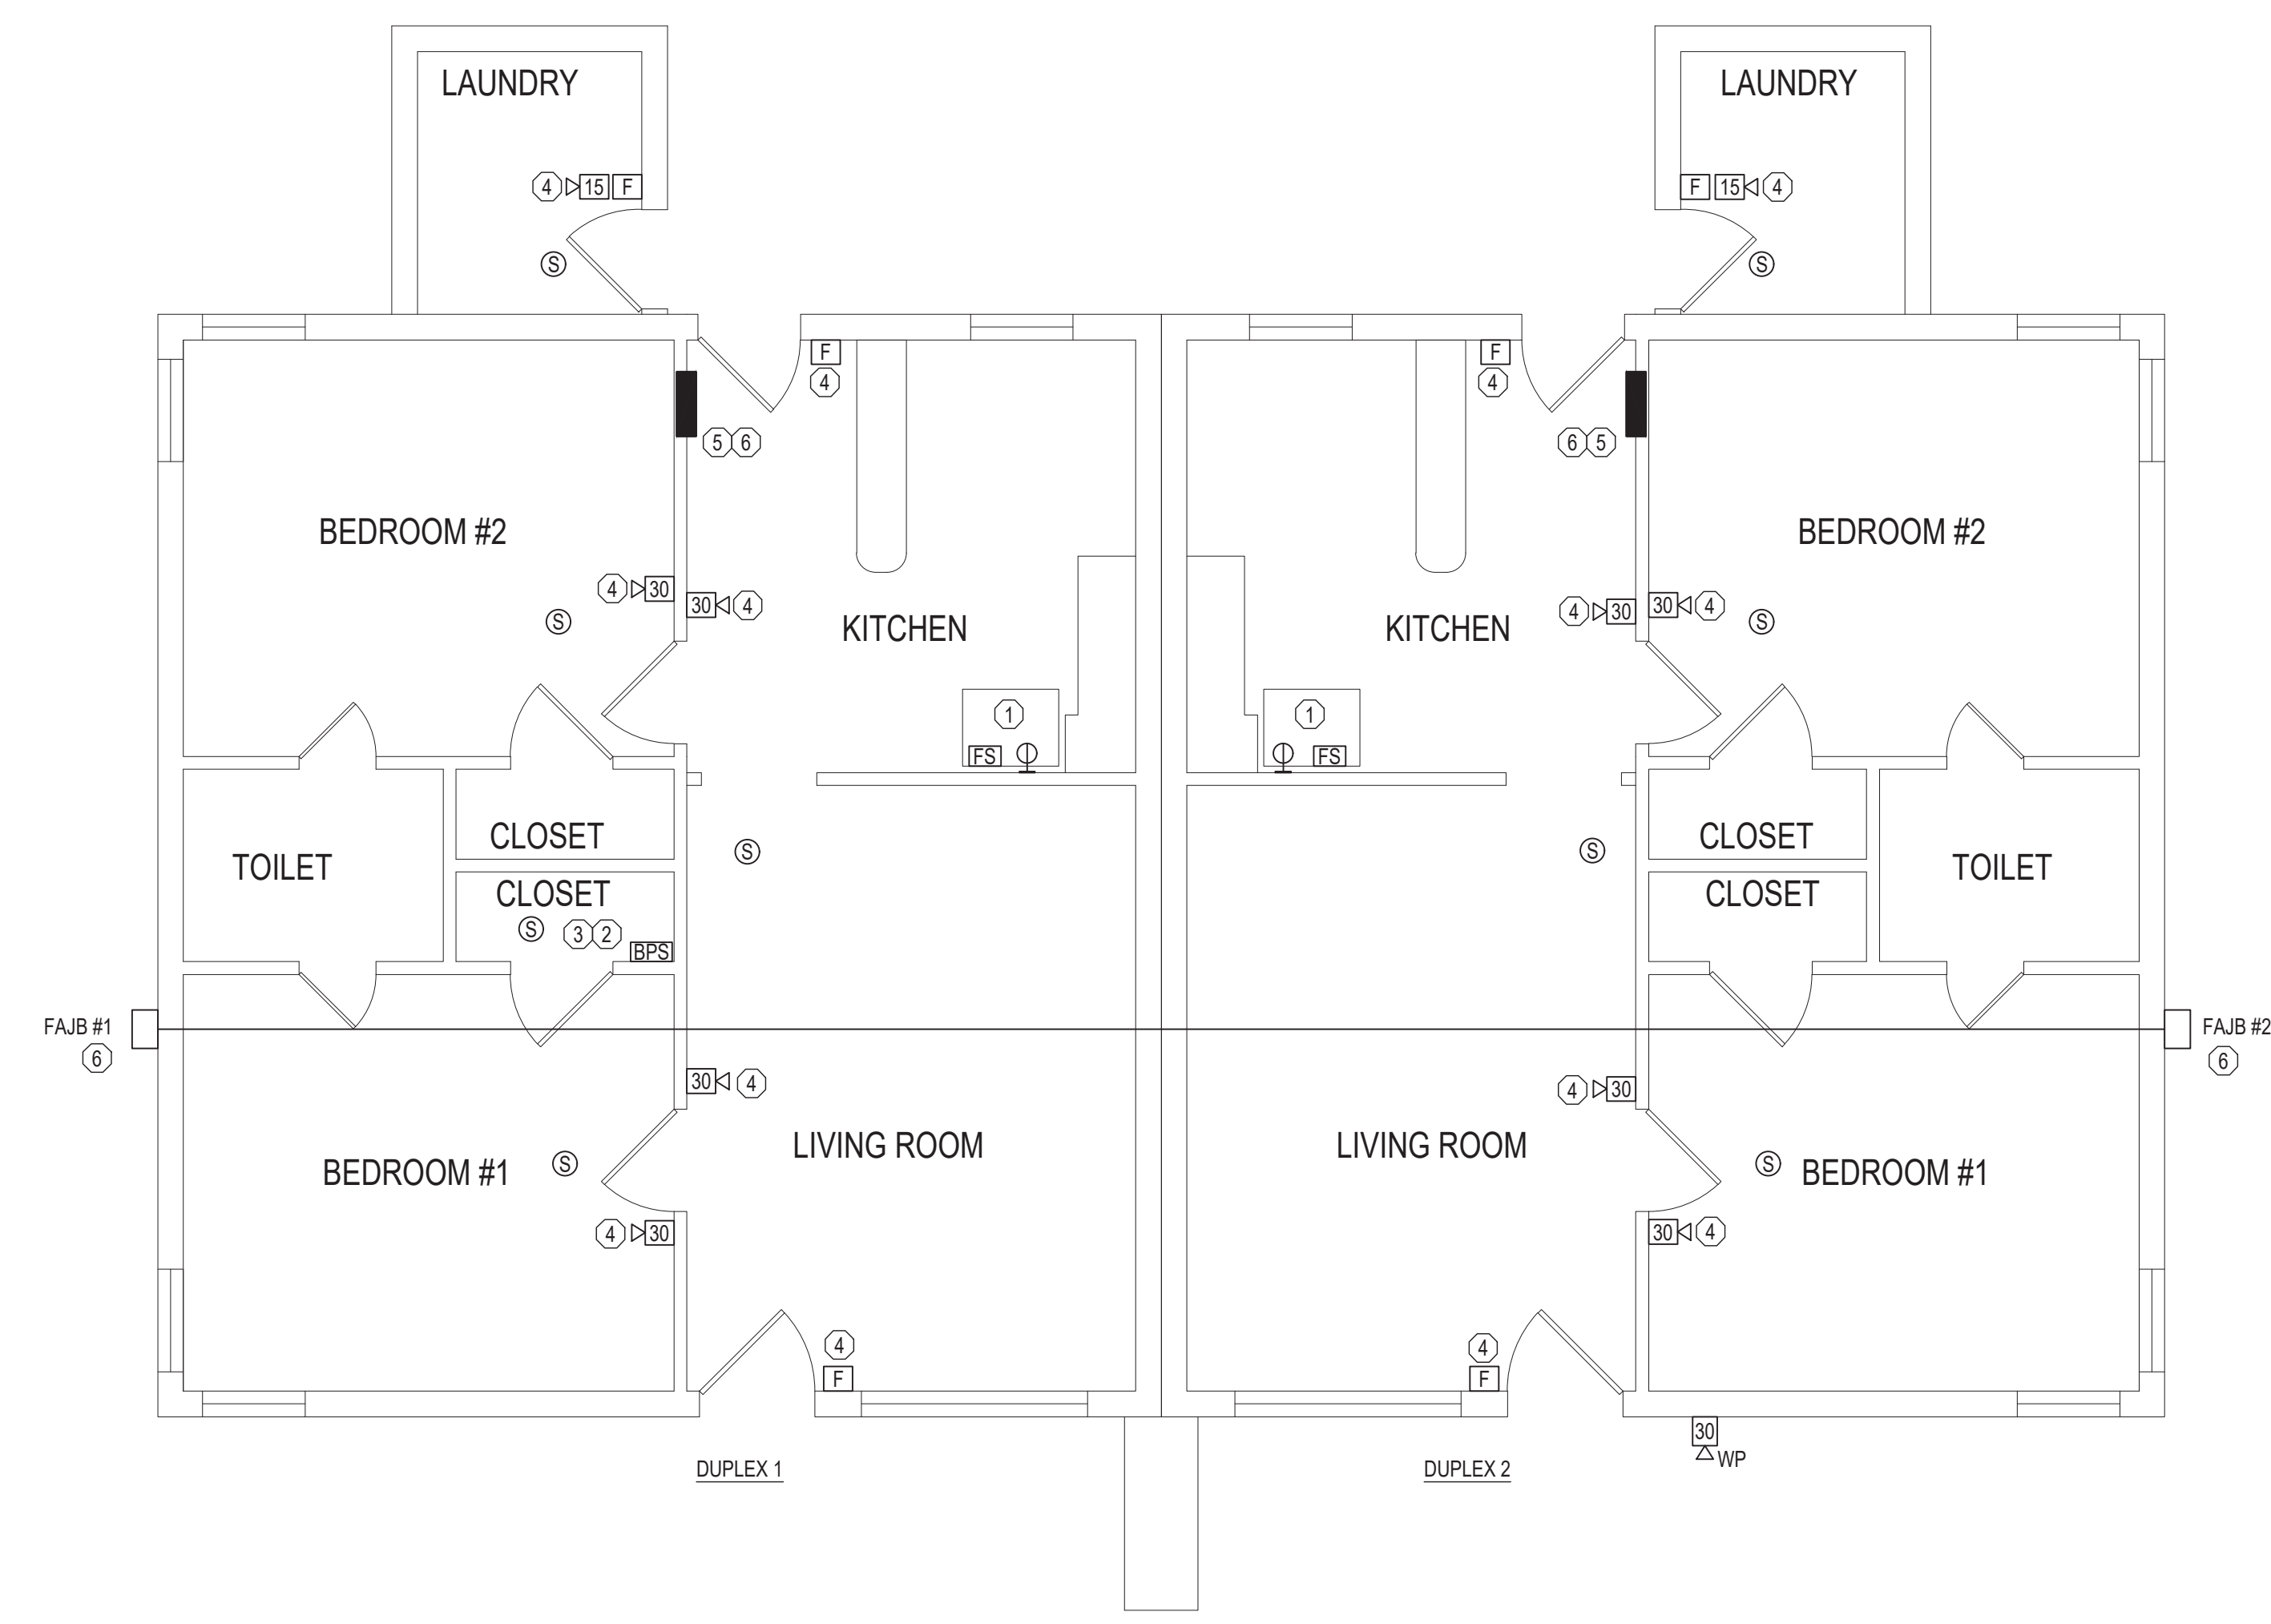 LAUNDRY LAUNDRY
4 15 F F 15 4
S S
F F
4 4
5 6 6 5
BEDROOM #2 BEDROOM #2
4 30 30 4 4 30 30 4
S KITCHEN KITCHEN S
1 1
FS FS
CLOSET CLOSET
S S
TOILET TOILET
CLOSET CLOSET
S 3 2
BPS
FAJB #1 FAJB #2
6 6
30 4 4 30
LIVING ROOM LIVING ROOM
BEDROOM #1 S S BEDROOM #1
4 30 30 4
4 4
F F
30
WP
DUPLEX 1 DUPLEX 2